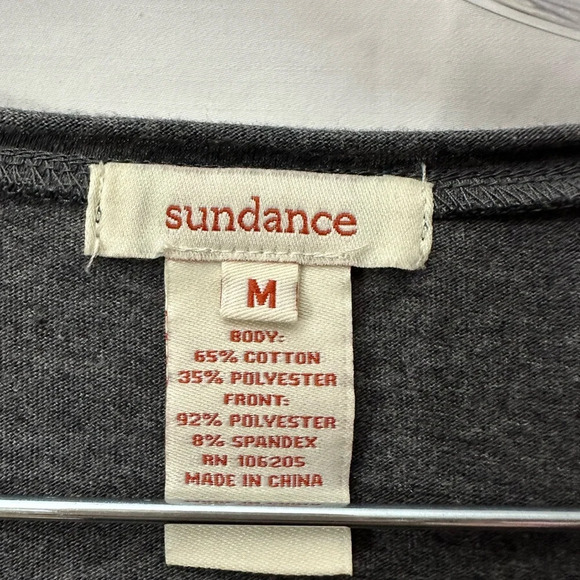 sundance
M
BODY:
65% COTTON
35% POLYESTER
FRONT:
92% POLYESTER
8% SPANDEX
RN 106205
MADE IN CHINA